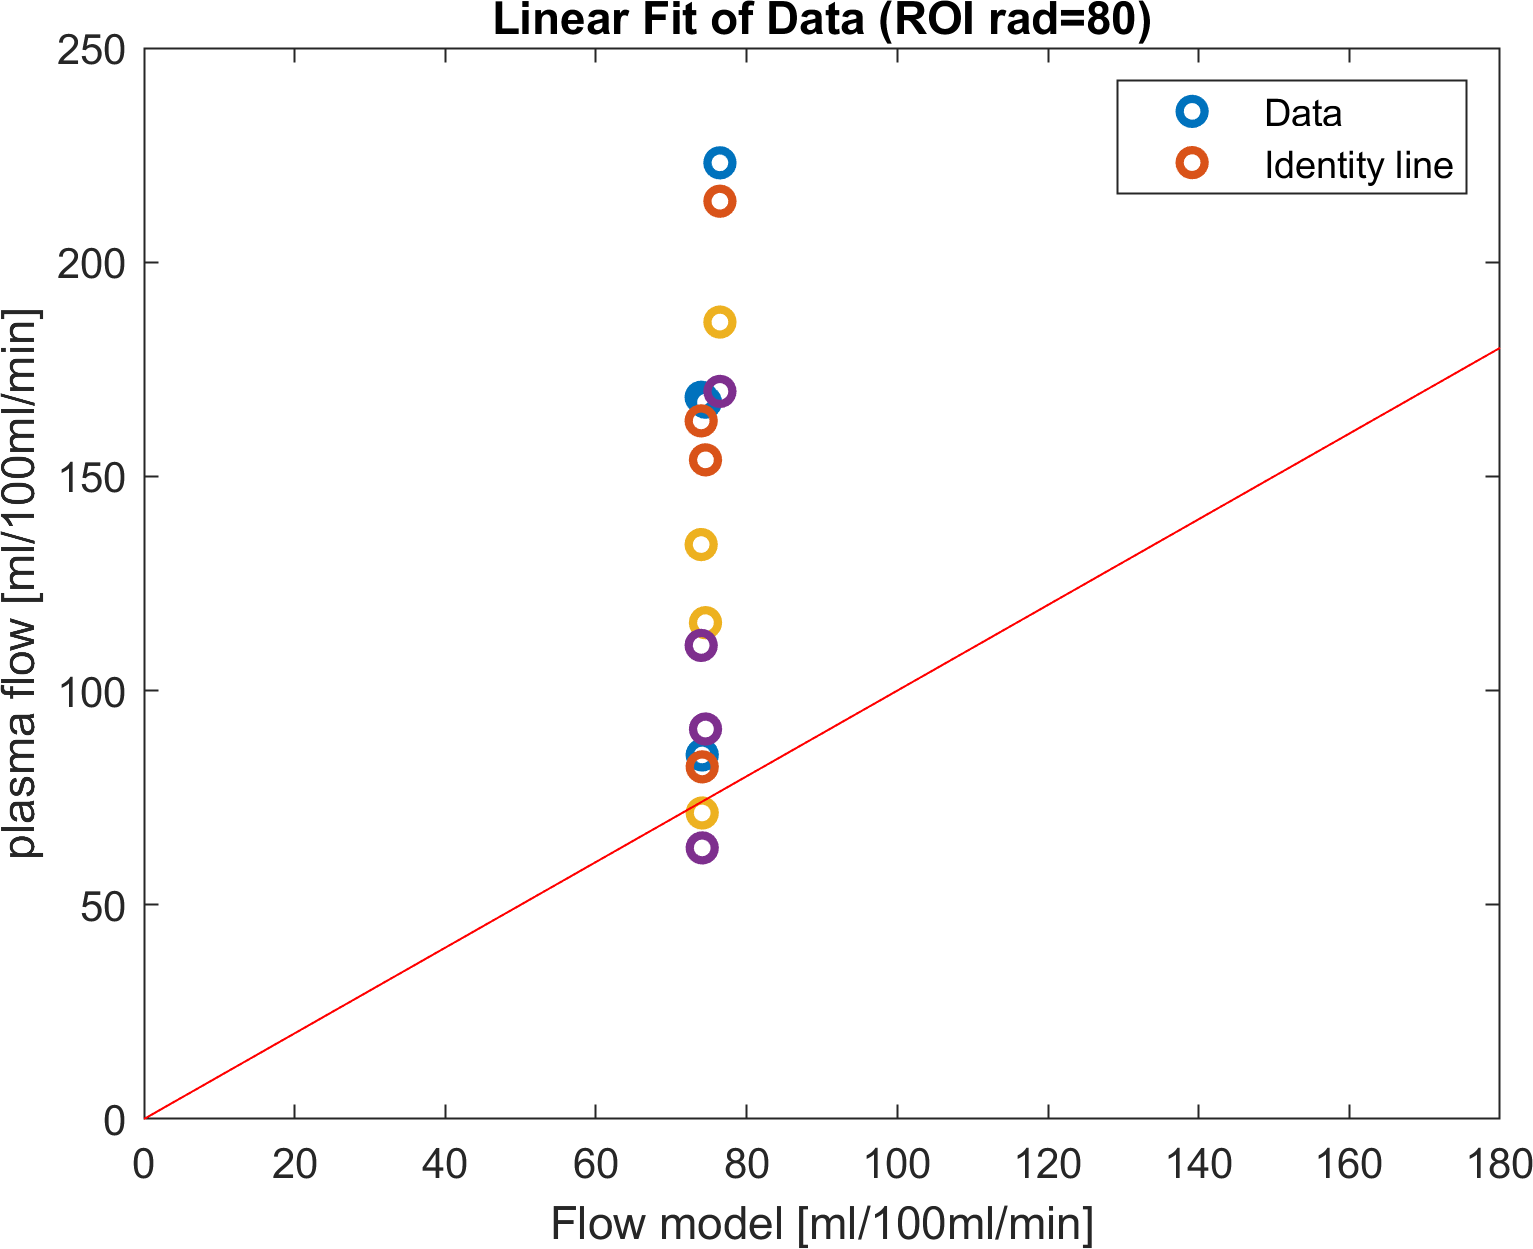 Linear Fit of Data (ROI rad=80)
250
200
150
100
50
0
Data
Identity line
plasma flow [ml/100ml/min]
0 20 40 60 80 100 120 140 160 180
Flow model [ml/100ml/min]